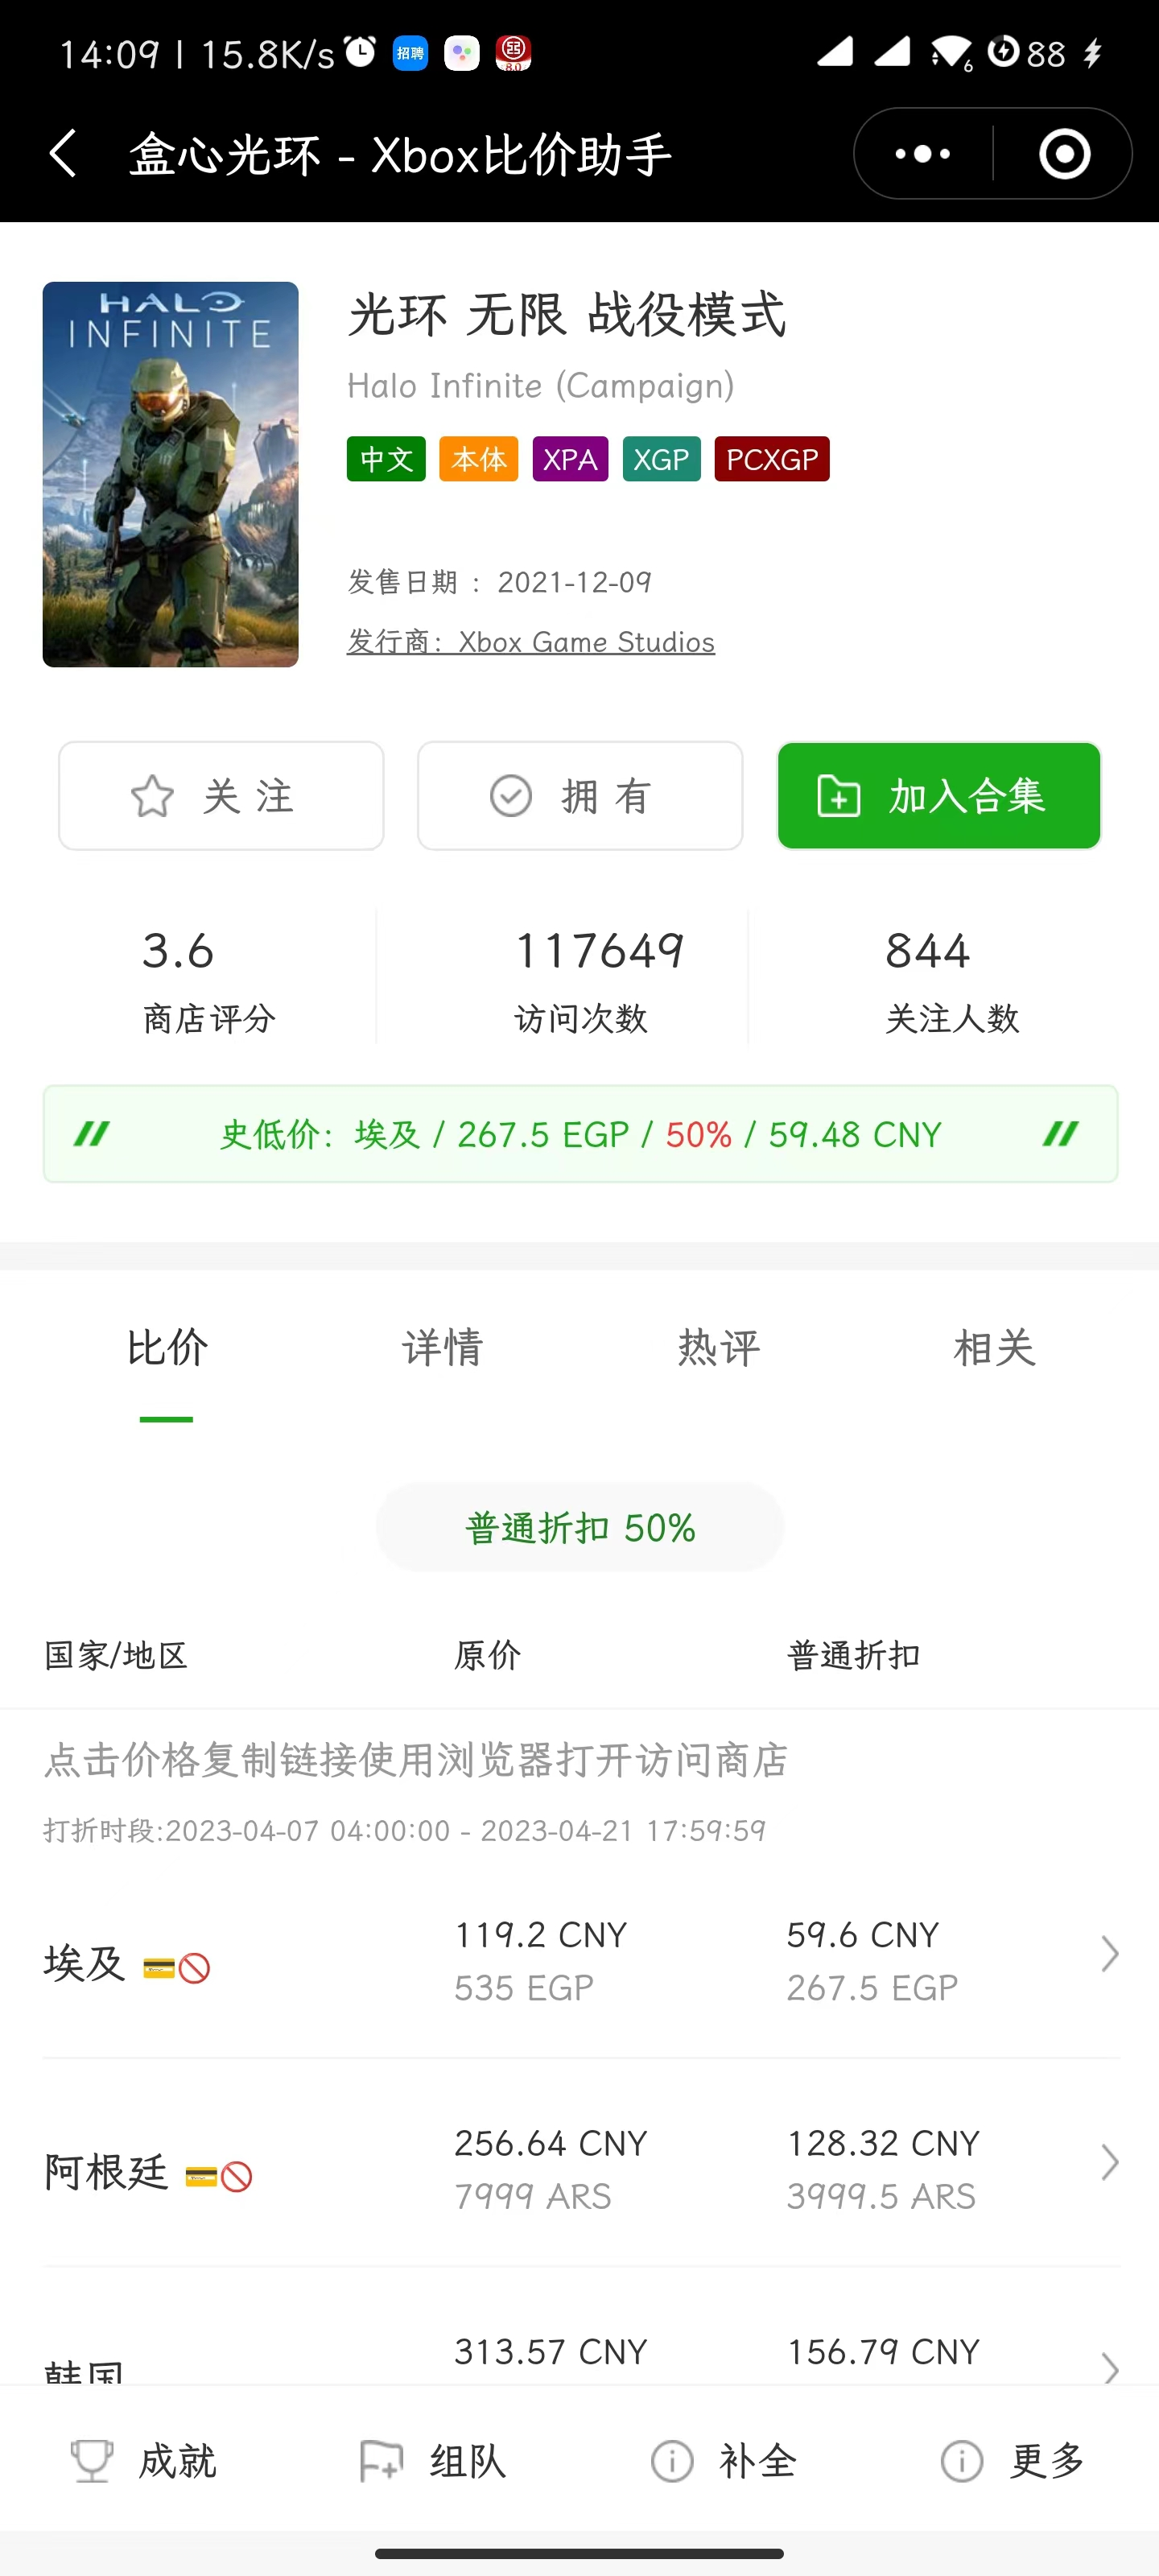 14:09 | 15.8K/s 招聘 8.0 6 88
盒心光环 - Xbox比价助手
HALO
INFINITE
光环 无限 战役模式
Halo Infinite (Campaign)
中文 本体 XPA XGP PCXGP
发售日期 : 2021-12-09
发行商: Xbox Game Studios
关 注 拥 有 加入合集
3.6 117649 844
商店评分 访问次数 关注人数
史低价: 埃及 / 267.5 EGP / 50% / 59.48 CNY
比价 详情 热评 相关
普通折扣 50%
国家/地区 原价 普通折扣
点击价格复制链接使用浏览器打开访问商店
打折时段:2023-04-07 04:00:00 - 2023-04-21 17:59:59
埃及 119.2 CNY 59.6 CNY
535 EGP 267.5 EGP
阿根廷 256.64 CNY 128.32 CNY
7999 ARS 3999.5 ARS
韩国 313.57 CNY 156.79 CNY
成就 组队 补全 更多